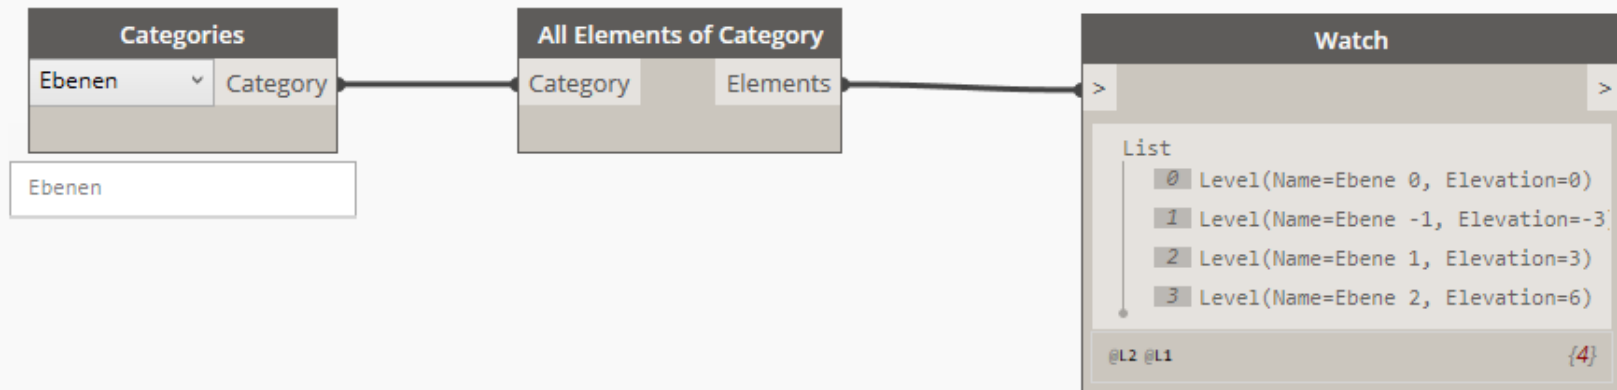 Categories
Ebenen Category
Ebenen
All Elements of Category
Category Elements
Watch
> >
List
0 Level(Name=Ebene 0, Elevation=0)
1 Level(Name=Ebene -1, Elevation=-3)
2 Level(Name=Ebene 1, Elevation=3)
3 Level(Name=Ebene 2, Elevation=6)
@L2 @L1 {4}